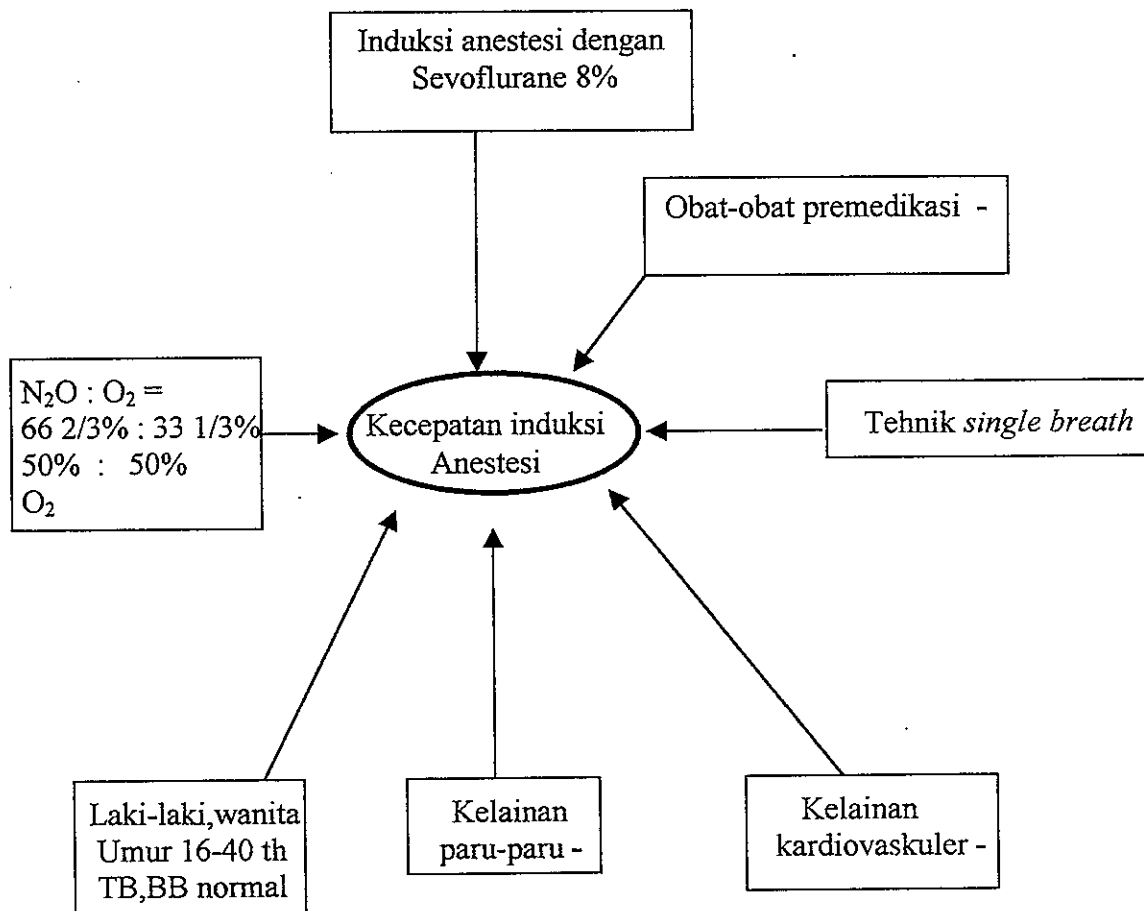 Induksi anestesi dengan
Sevoflurane 8%
Obat-obat premedikasi -
N₂O : O₂ =
66 2/3% : 33 1/3%
50% : 50%
O₂
Kecepatan induksi
Anestesi
Tehnik single breath
Laki-laki,wanita
Umur 16-40 th
TB,BB normal
Kelainan
paru-paru -
Kelainan
kardiovaskuler -